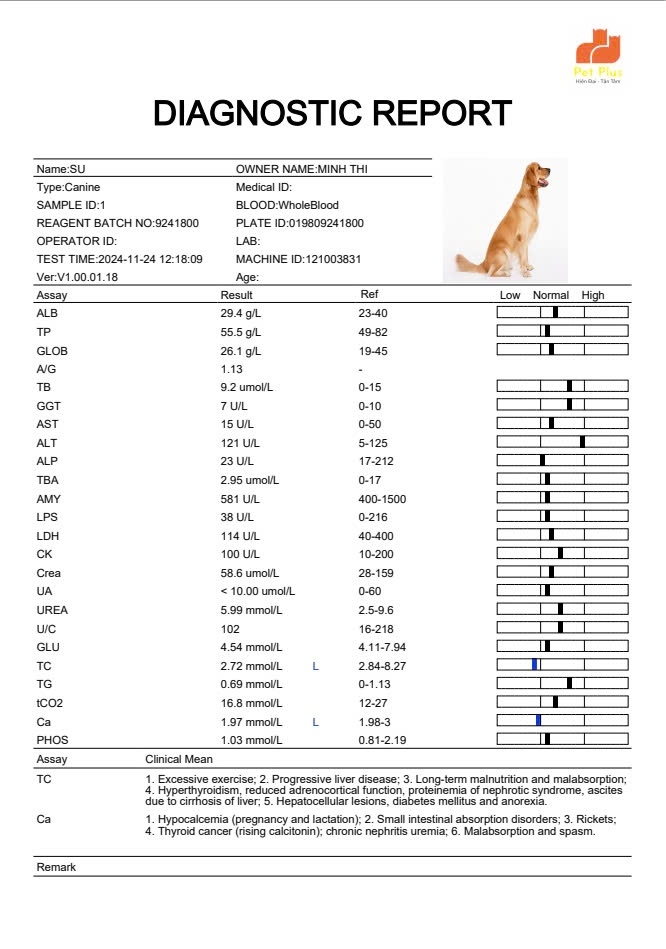 Pet Plus
Hiện Đại - Tận Tâm
DIAGNOSTIC REPORT
Name:SU OWNER NAME:MINH THI
Type:Canine Medical ID:
SAMPLE ID:1 BLOOD:WholeBlood
REAGENT BATCH NO:9241800 PLATE ID:019809241800
OPERATOR ID: LAB:
TEST TIME:2024-11-24 12:18:09 MACHINE ID:121003831
Ver:V1.00.01.18 Age:
Assay Result Ref Low Normal High
ALB 29.4 g/L 23-40
TP 55.5 g/L 49-82
GLOB 26.1 g/L 19-45
A/G 1.13 -
TB 9.2 umol/L 0-15
GGT 7 U/L 0-10
AST 15 U/L 0-50
ALT 121 U/L 5-125
ALP 23 U/L 17-212
TBA 2.95 umol/L 0-17
AMY 581 U/L 400-1500
LPS 38 U/L 0-216
LDH 114 U/L 40-400
CK 100 U/L 10-200
Crea 58.6 umol/L 28-159
UA < 10.00 umol/L 0-60
UREA 5.99 mmol/L 2.5-9.6
U/C 102 16-218
GLU 4.54 mmol/L 4.11-7.94
TC 2.72 mmol/L L 2.84-8.27
TG 0.69 mmol/L 0-1.13
tCO2 16.8 mmol/L 12-27
Ca 1.97 mmol/L L 1.98-3
PHOS 1.03 mmol/L 0.81-2.19
Assay Clinical Mean
TC 1. Excessive exercise; 2. Progressive liver disease; 3. Long-term malnutrition and malabsorption;
4. Hyperthyroidism, reduced adrenocortical function, proteinemia of nephrotic syndrome, ascites
due to cirrhosis of liver; 5. Hepatocellular lesions, diabetes mellitus and anorexia.
Ca 1. Hypocalcemia (pregnancy and lactation); 2. Small intestinal absorption disorders; 3. Rickets;
4. Thyroid cancer (rising calcitonin); chronic nephritis uremia; 6. Malabsorption and spasm.
Remark